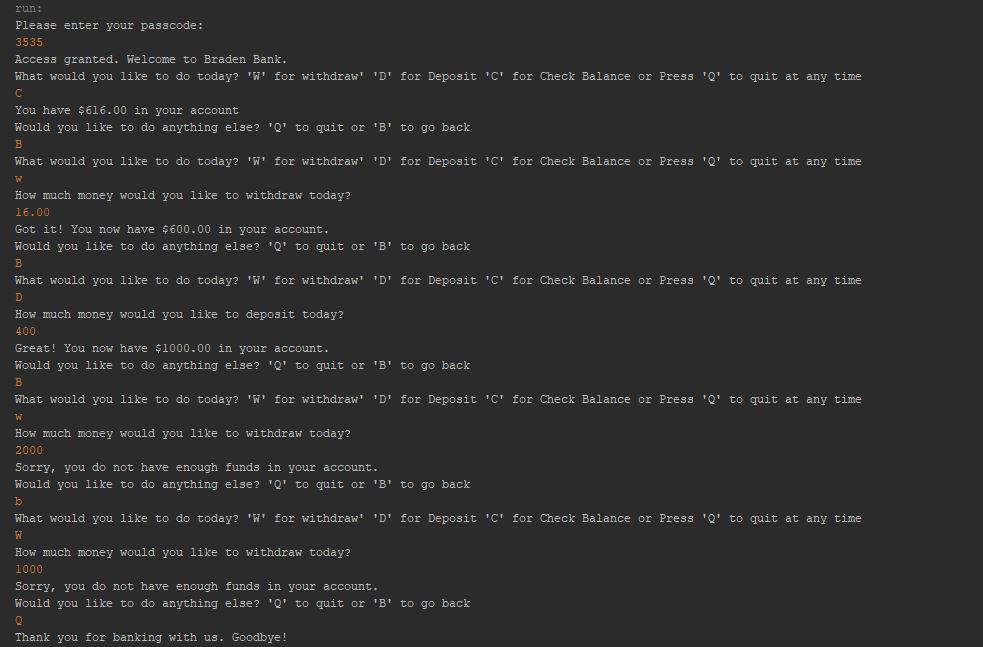 run:
Please enter your passcode:
3535
Access granted. Welcome to Braden Bank.
What would you like to do today? 'W' for withdraw' 'D' for Deposit 'C' for Check Balance or Press 'Q' to quit at any time
C
You have $616.00 in your account
Would you like to do anything else? 'Q' to quit or 'B' to go back
B
What would you like to do today? 'W' for withdraw' 'D' for Deposit 'C' for Check Balance or Press 'Q' to quit at any time
w
How much money would you like to withdraw today?
16.00
Got it! You now have $600.00 in your account.
Would you like to do anything else? 'Q' to quit or 'B' to go back
B
What would you like to do today? 'W' for withdraw' 'D' for Deposit 'C' for Check Balance or Press 'Q' to quit at any time
D
How much money would you like to deposit today?
400
Great! You now have $1000.00 in your account.
Would you like to do anything else? 'Q' to quit or 'B' to go back
B
What would you like to do today? 'W' for withdraw' 'D' for Deposit 'C' for Check Balance or Press 'Q' to quit at any time
w
How much money would you like to withdraw today?
2000
Sorry, you do not have enough funds in your account.
Would you like to do anything else? 'Q' to quit or 'B' to go back
b
What would you like to do today? 'W' for withdraw' 'D' for Deposit 'C' for Check Balance or Press 'Q' to quit at any time
W
How much money would you like to withdraw today?
1000
Sorry, you do not have enough funds in your account.
Would you like to do anything else? 'Q' to quit or 'B' to go back
Q
Thank you for banking with us. Goodbye!